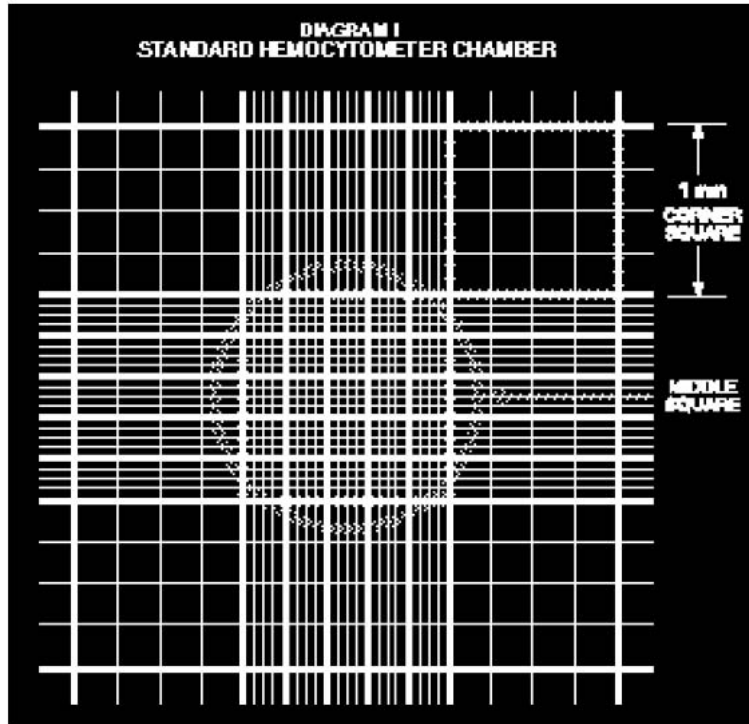 DIAGRAM I
STANDARD HEMOCYTOMETER CHAMBER
1 mm
CORNER
SQUARE
MIDDLE
SQUARE